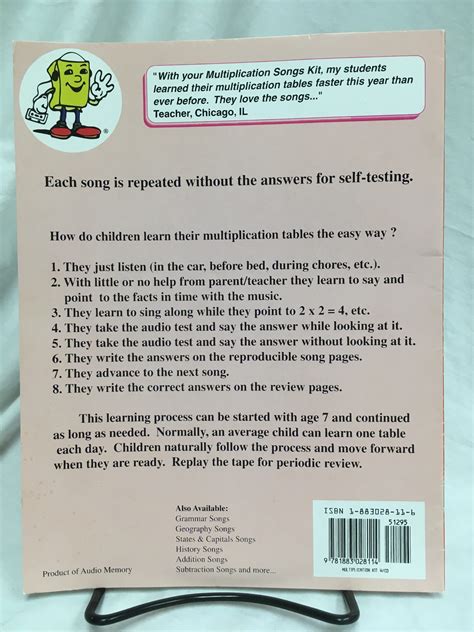 "With your Multiplication Songs Kit, my students
learned their multiplication tables faster this year than
ever before. They love the songs..."
Teacher, Chicago, IL
®
Each song is repeated without the answers for self-testing.
How do children learn their multiplication tables the easy way ?
1. They just listen (in the car, before bed, during chores, etc.).
2. With little or no help from parent/teacher they learn to say and
point to the facts in time with the music.
3. They learn to sing along while they point to 2 x 2 = 4, etc.
4. They take the audio test and say the answer while looking at it.
5. They take the audio test and say the answer without looking at it.
6. They write the answers on the reproducible song pages.
7. They advance to the next song.
8. They write the correct answers on the review pages.
This learning process can be started with age 7 and continued
as long as needed. Normally, an average child can learn one table
each day. Children naturally follow the process and move forward
when they are ready. Replay the tape for periodic review.
Also Available:
Grammar Songs
Geography Songs
States & Capitals Songs
History Songs
Addition Songs
Subtraction Songs and more...
Product of Audio Memory
ISBN 1-883028-11-6
51295
9 781883 028114
MULTIPLICATION KIT W/CD